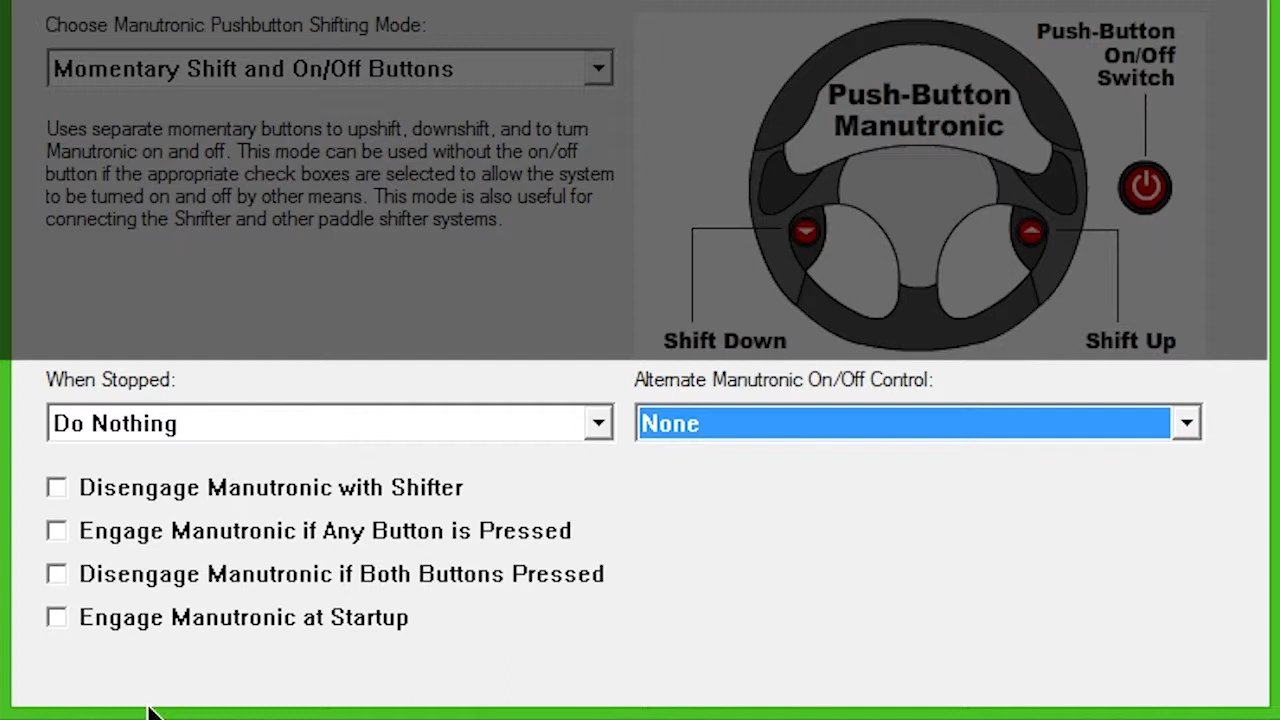 Choose Manutronic Pushbutton Shifting Mode:
Momentary Shift and On/Off Buttons
Uses separate momentary buttons to upshift, downshift, and to turn
Manutronic on and off. This mode can be used without the on/off
button if the appropriate check boxes are selected to allow the system
to be turned on and off by other means. This mode is also useful for
connecting the Shrifter and other paddle shifter systems.
Push-Button
On/Off
Switch
Push-Button
Manutronic
Shift Down
Shift Up
When Stopped:
Do Nothing
Alternate Manutronic On/Off Control:
None
Disengage Manutronic with Shifter
Engage Manutronic if Any Button is Pressed
Disengage Manutronic if Both Buttons Pressed
Engage Manutronic at Startup